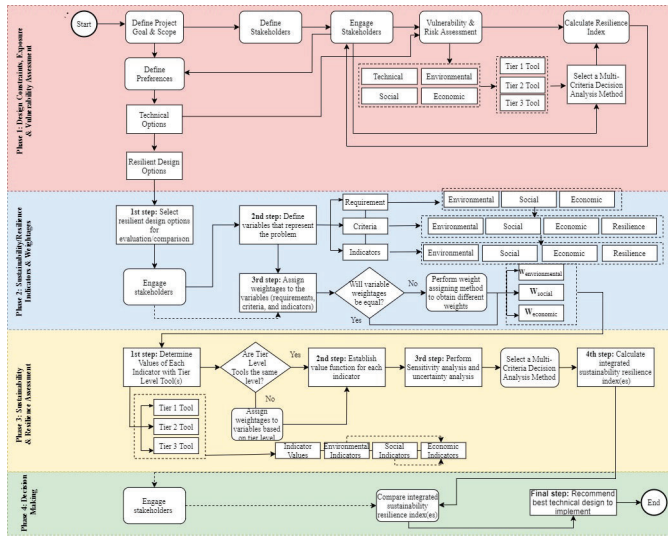 Phase 1: Design Constraints, Exposure
& Vulnerability Assessment
Start
Define Project
Goal & Scope
Define
Stakeholders
Engage
Stakeholders
Vulnerability &
Risk Assessment
Calculate Resilience
Index
Define
Preferences
Technical
Environmental
Social
Economic
Tier 1 Tool
Tier 2 Tool
Tier 3 Tool
Select a Multi-
Criteria Decision
Analysis Method
Technical
Options
Resilient Design
Options
Phase 2: Sustainability/Resilience
Indicators & Weightages
1st step: Select
resilient design
options for
evaluation/comparison
Engage
stakeholders
2nd step: Define
variables that represent
the problem
Requirement
Criteria
Indicators
Environmental
Social
Economic
Environmental
Social
Economic
Resilience
Environmental
Social
Economic
Resilience
3rd step: Assign
weightages to the
variables (requirements,
criteria, and indicators)
Will variable
weightages
be equal?
No
Yes
Perform weight
assigning method
to obtain different
weights
Wenvironmental
Wsocial
Weconomic
Phase 3: Sustainability
& Resilience Assessment
1st step: Determine
Values of Each
Indicator with Tier
Level Tool(s)
Are Tier
Level
Tools the same
level?
Yes
No
2nd step: Establish
value function for each
indicator
3rd step: Perform
Sensitivity analysis and
uncertainty analysis
Select a Multi-Criteria
Decision Analysis Method
4th step: Calculate
integrated
sustainability resilience
index(es)
Tier 1 Tool
Tier 2 Tool
Tier 3 Tool
Assign weightages to
variables based
on tier level
Indicator
Values
Environmental
Indicators
Social
Indicators
Economic
Indicators
Phase 4: Decision
Making
Engage
stakeholders
Compare integrated
sustainability
resilience index(es)
Final step: Recommend
best technical design to
implement
End